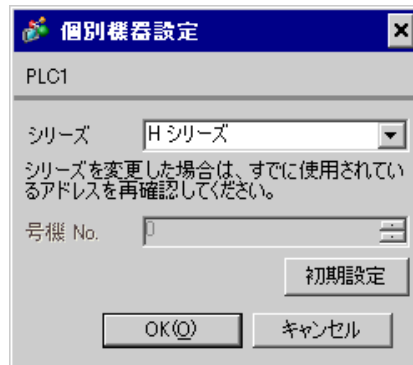 個別機器設定
PLC1
シリーズ H シリーズ
シリーズを変更した場合は、すでに使用されてい
るアドレスを再確認してください。
号機 No. 0
初期設定
OK(O) キャンセル